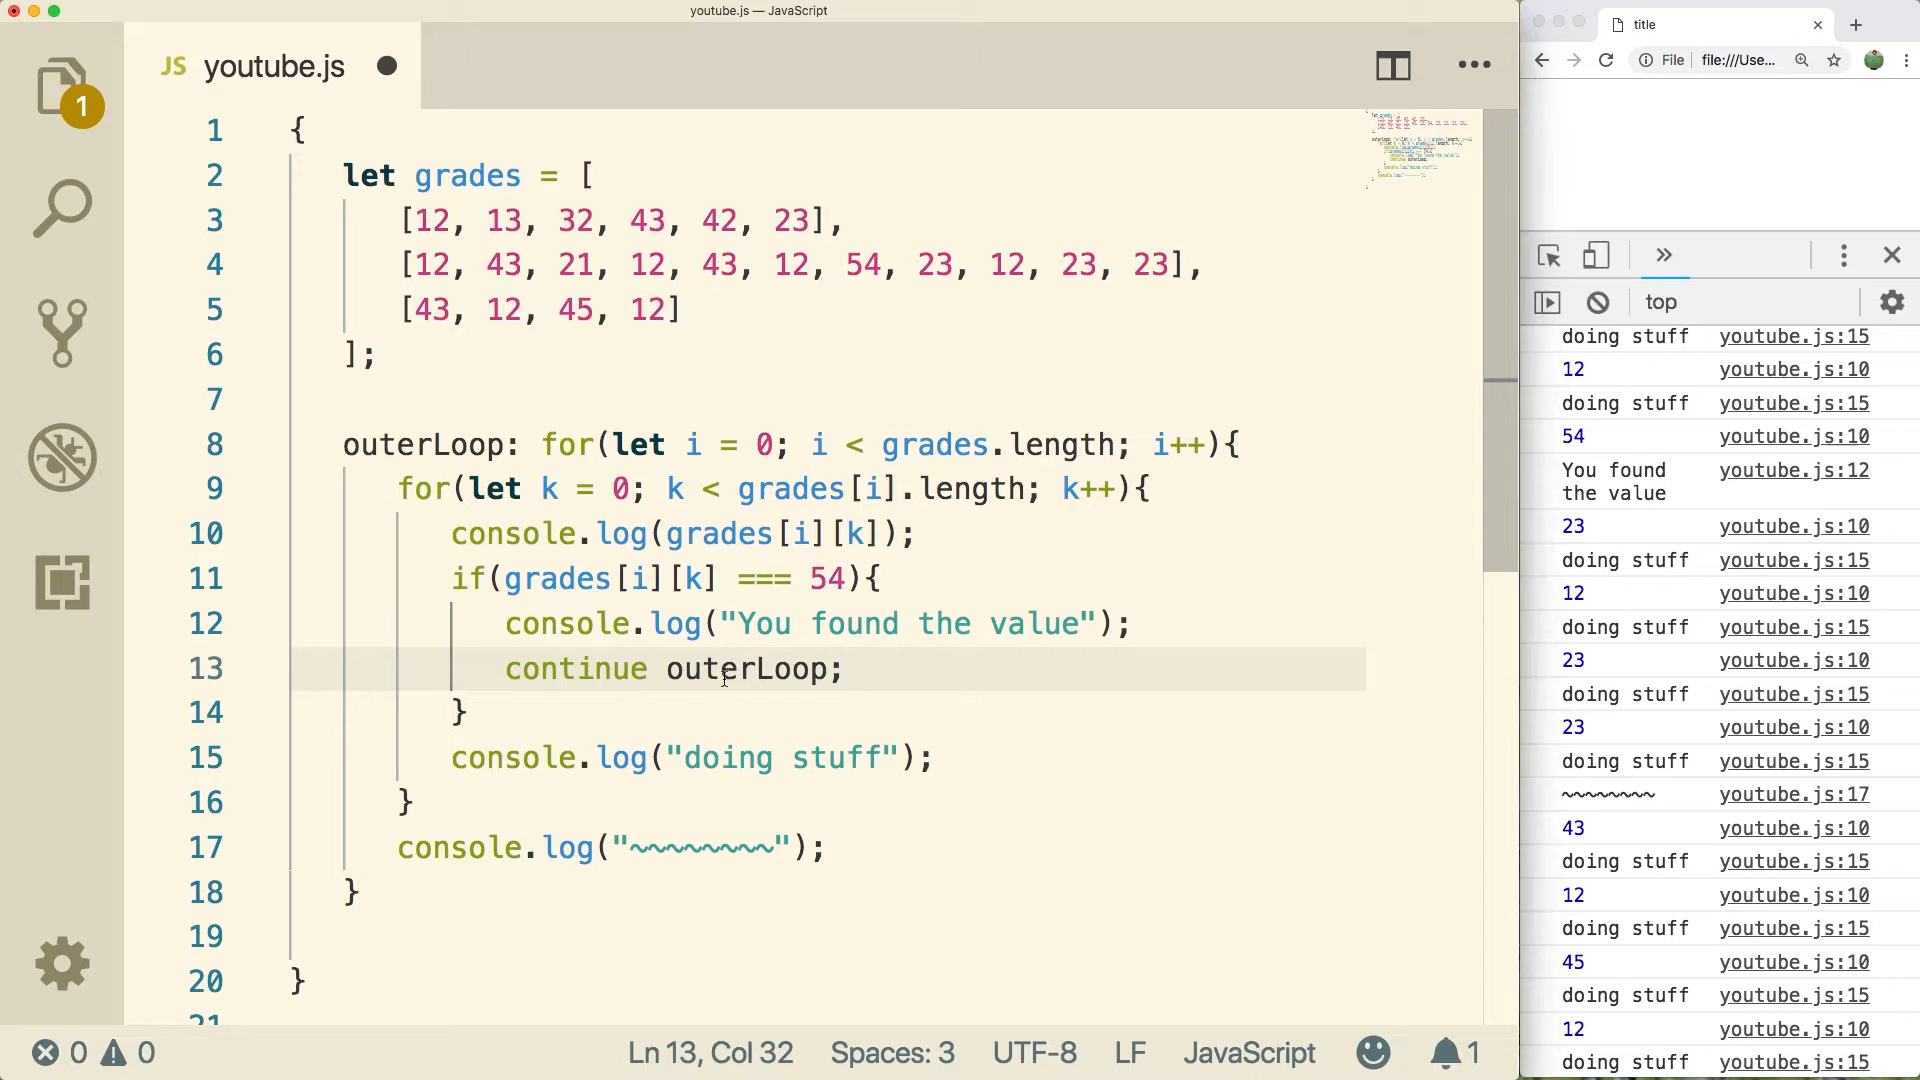 youtube.js — JavaScript
JS youtube.js
1
1 {
2 let grades = [
3 [12, 13, 32, 43, 42, 23],
4 [12, 43, 21, 12, 43, 12, 54, 23, 12, 23, 23],
5 [43, 12, 45, 12]
6 ];
7
8 outerLoop: for(let i = 0; i < grades.length; i++){
9 for(let k = 0; k < grades[i].length; k++){
10 console.log(grades[i][k]);
11 if(grades[i][k] === 54){
12 console.log("You found the value");
13 continue outerLoop;
14 }
15 console.log("doing stuff");
16 }
17 console.log("~~~~~~~~");
18 }
19
20 }
21
0 0
Ln 13, Col 32 Spaces: 3 UTF-8 LF JavaScript 1
title
File file:///Use...
top
doing stuff youtube.js:15
12 youtube.js:10
doing stuff youtube.js:15
54 youtube.js:10
You found youtube.js:12
the value
23 youtube.js:10
doing stuff youtube.js:15
12 youtube.js:10
doing stuff youtube.js:15
23 youtube.js:10
doing stuff youtube.js:15
23 youtube.js:10
doing stuff youtube.js:15
~~~~~~~~ youtube.js:17
43 youtube.js:10
doing stuff youtube.js:15
12 youtube.js:10
doing stuff youtube.js:15
45 youtube.js:10
doing stuff youtube.js:15
12 youtube.js:10
doing stuff youtube.js:15